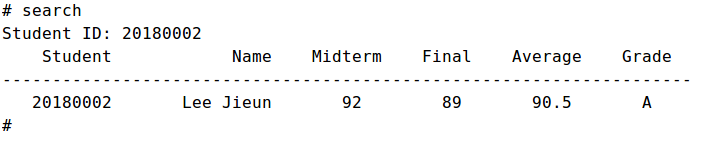 # search
Student ID: 20180002
    Student            Name    Midterm    Final    Average    Grade
---------------------------------------------------------------------
   20180002       Lee Jieun       92        89       90.5       A
#